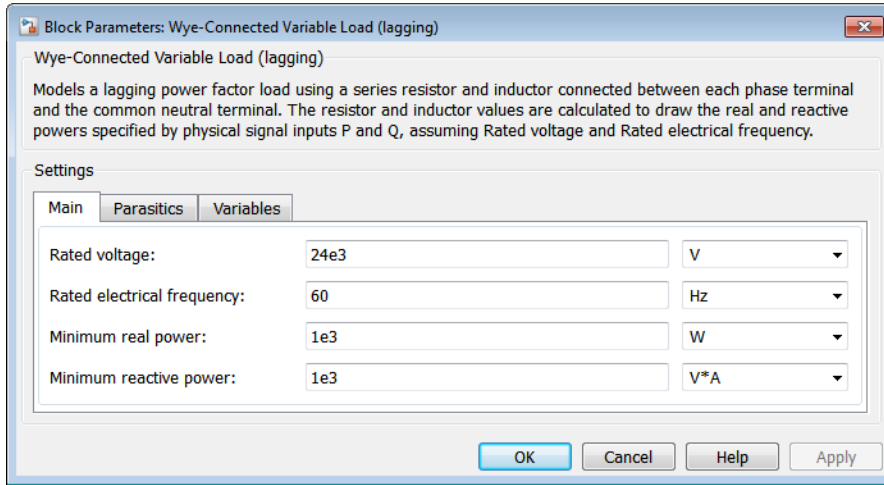 Block Parameters: Wye-Connected Variable Load (lagging)
Wye-Connected Variable Load (lagging)
Models a lagging power factor load using a series resistor and inductor connected between each phase terminal
and the common neutral terminal. The resistor and inductor values are calculated to draw the real and reactive
powers specified by physical signal inputs P and Q, assuming Rated voltage and Rated electrical frequency.
Settings
Main Parasitics Variables
Rated voltage: 24e3 V
Rated electrical frequency: 60 Hz
Minimum real power: 1e3 W
Minimum reactive power: 1e3 V*A
OK Cancel Help Apply